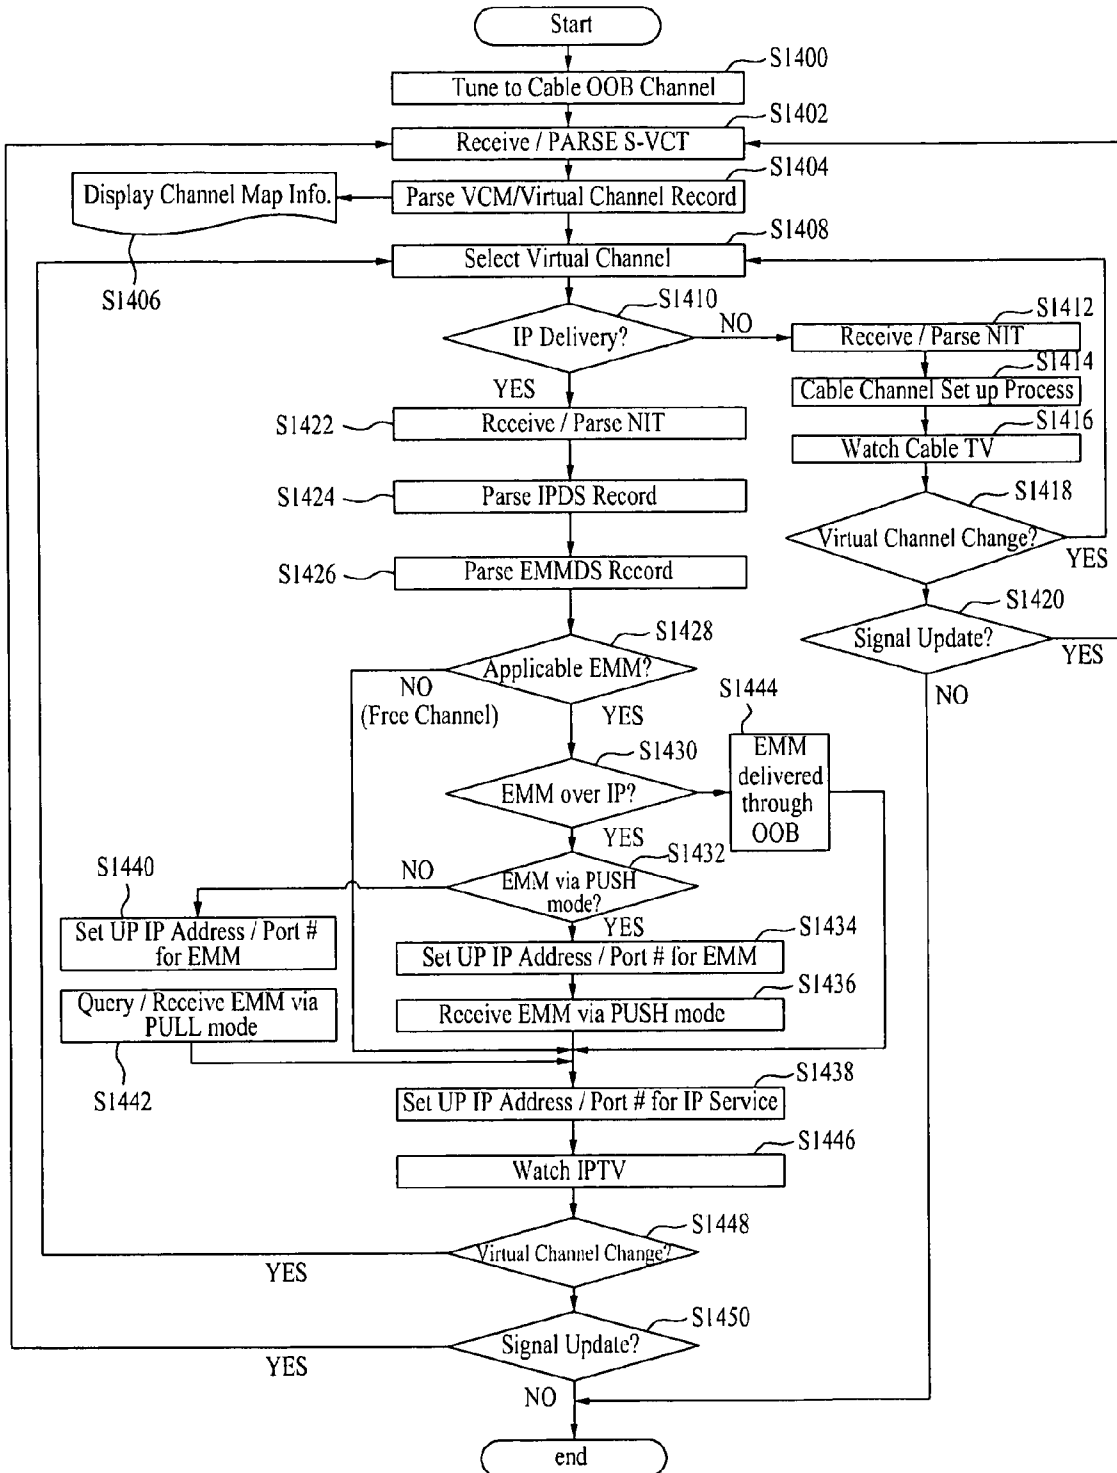 Start
S1400
Tune to Cable OOB Channel
S1402
Receive / PARSE S-VCT
S1404
Display Channel Map Info.
Parse VCM/Virtual Channel Record
S1406
S1408
Select Virtual Channel
S1410
IP Delivery?
NO
YES
S1412
Receive / Parse NIT
S1414
Cable Channel Set up Process
S1416
Watch Cable TV
S1418
Virtual Channel Change?
YES
S1420
Signal Update?
YES
NO
S1422
Receive / Parse NIT
S1424
Parse IPDS Record
S1426
Parse EMMDS Record
S1428
Applicable EMM?
NO
(Free Channel)
YES
S1444
EMM
delivered
through
OOB
S1430
EMM over IP?
YES
S1432
EMM via PUSH
mode?
NO
YES
S1440
Set UP IP Address / Port #
for EMM
Query / Receive EMM via
PULL mode
S1442
S1434
Set UP IP Address / Port # for EMM
S1436
Receive EMM via PUSH mode
S1438
Set UP IP Address / Port # for IP Service
S1446
Watch IPTV
S1448
Virtual Channel Change?
YES
S1450
Signal Update?
YES
NO
end